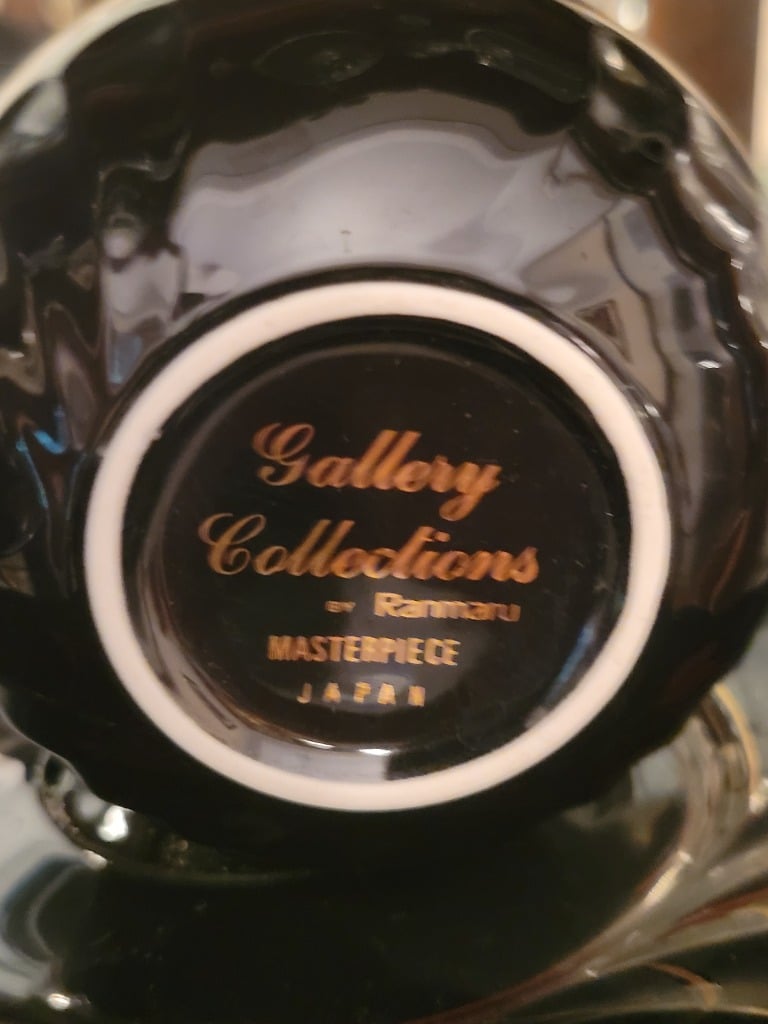 Gallery
Collections
BY Ranmaru
MASTERPIECE
JAPAN